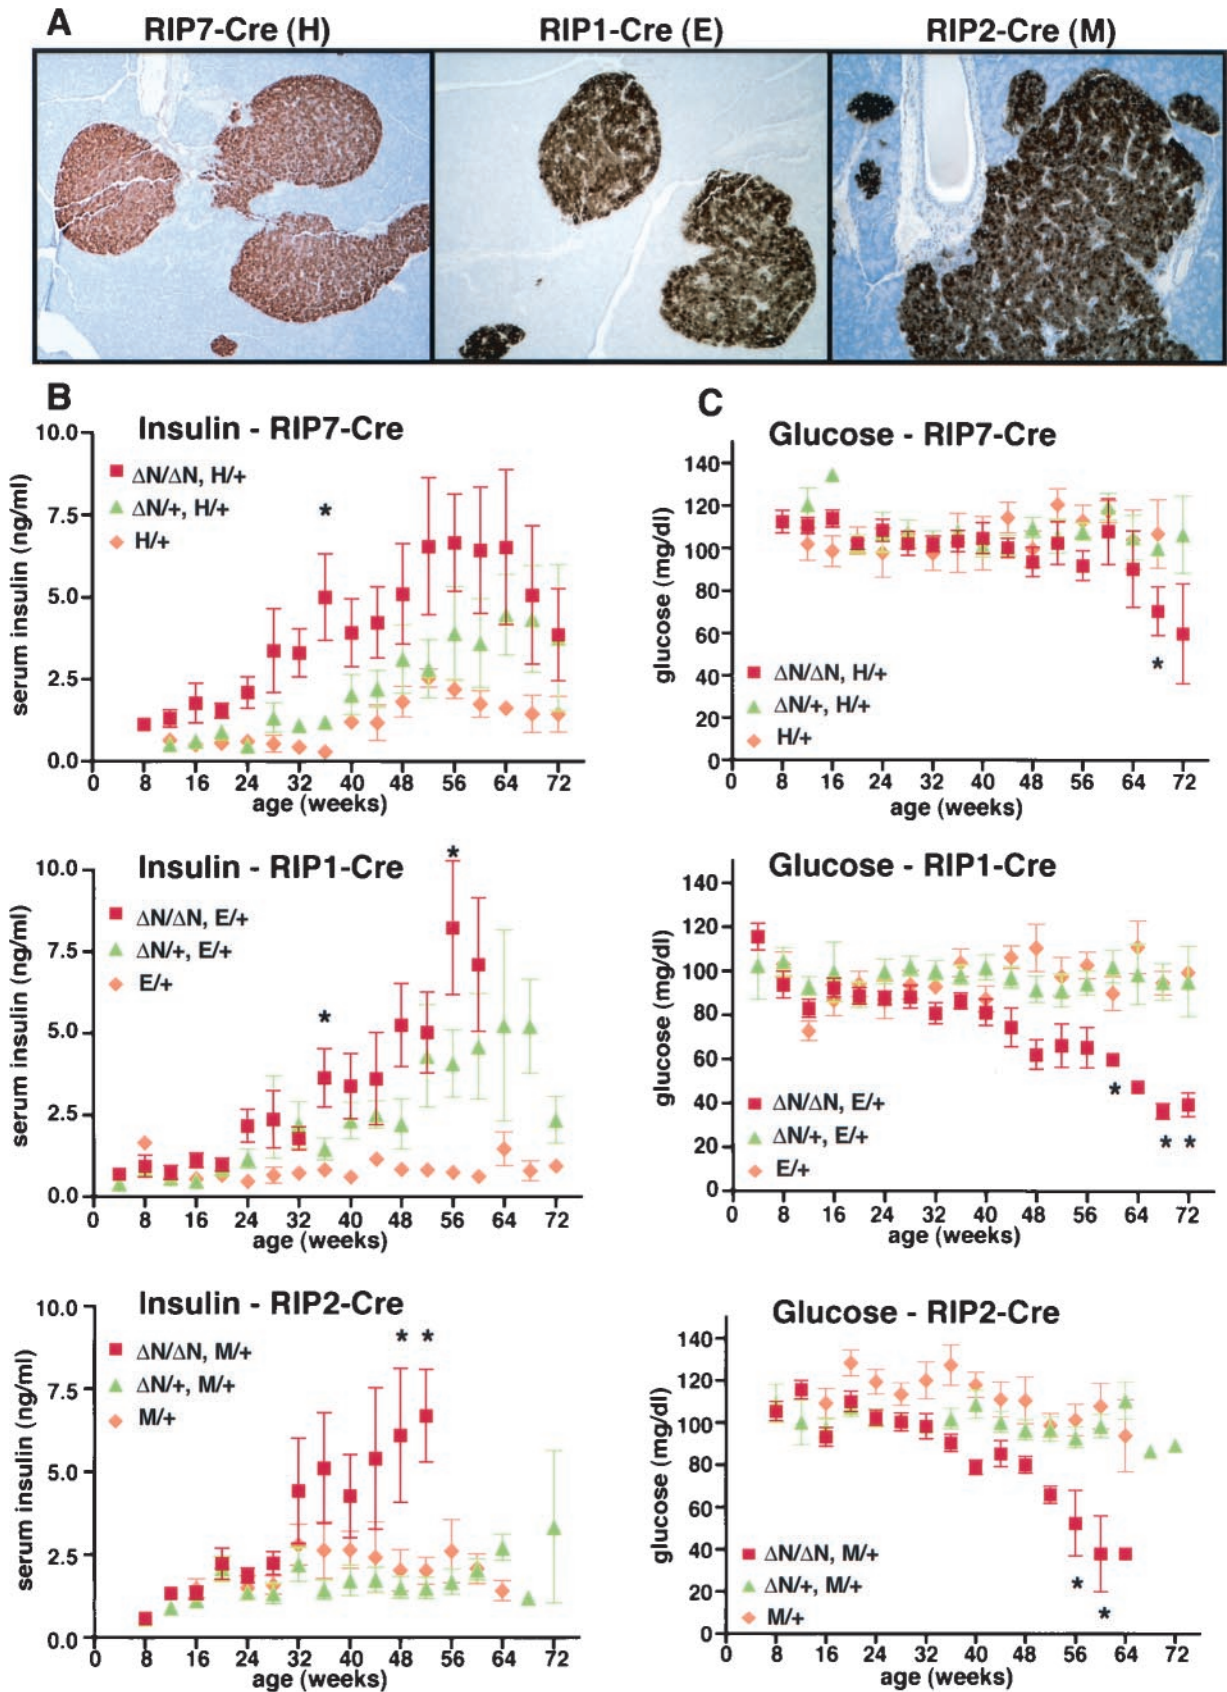 A
RIP7-Cre (H)
RIP1-Cre (E)
RIP2-Cre (M)
B
Insulin - RIP7-Cre
10.0
7.5
5.0
2.5
0.0
serum insulin (ng/ml)
ΔN/ΔN, H/+
ΔN/+, H/+
H/+
*
0 8 16 24 32 40 48 56 64 72
age (weeks)
Insulin - RIP1-Cre
10.0
7.5
5.0
2.5
0.0
serum insulin (ng/ml)
ΔN/ΔN, E/+
ΔN/+, E/+
E/+
* *
0 8 16 24 32 40 48 56 64 72
age (weeks)
Insulin - RIP2-Cre
10.0
7.5
5.0
2.5
0.0
serum insulin (ng/ml)
ΔN/ΔN, M/+
ΔN/+, M/+
M/+
* *
0 8 16 24 32 40 48 56 64 72
age (weeks)
C
Glucose - RIP7-Cre
140
120
100
80
60
40
20
0
glucose (mg/dl)
ΔN/ΔN, H/+
ΔN/+, H/+
H/+
*
0 8 16 24 32 40 48 56 64 72
age (weeks)
Glucose - RIP1-Cre
140
120
100
80
60
40
20
0
glucose (mg/dl)
ΔN/ΔN, E/+
ΔN/+, E/+
E/+
* * *
0 8 16 24 32 40 48 56 64 72
age (weeks)
Glucose - RIP2-Cre
140
120
100
80
60
40
20
0
glucose (mg/dl)
ΔN/ΔN, M/+
ΔN/+, M/+
M/+
* *
0 8 16 24 32 40 48 56 64 72
age (weeks)